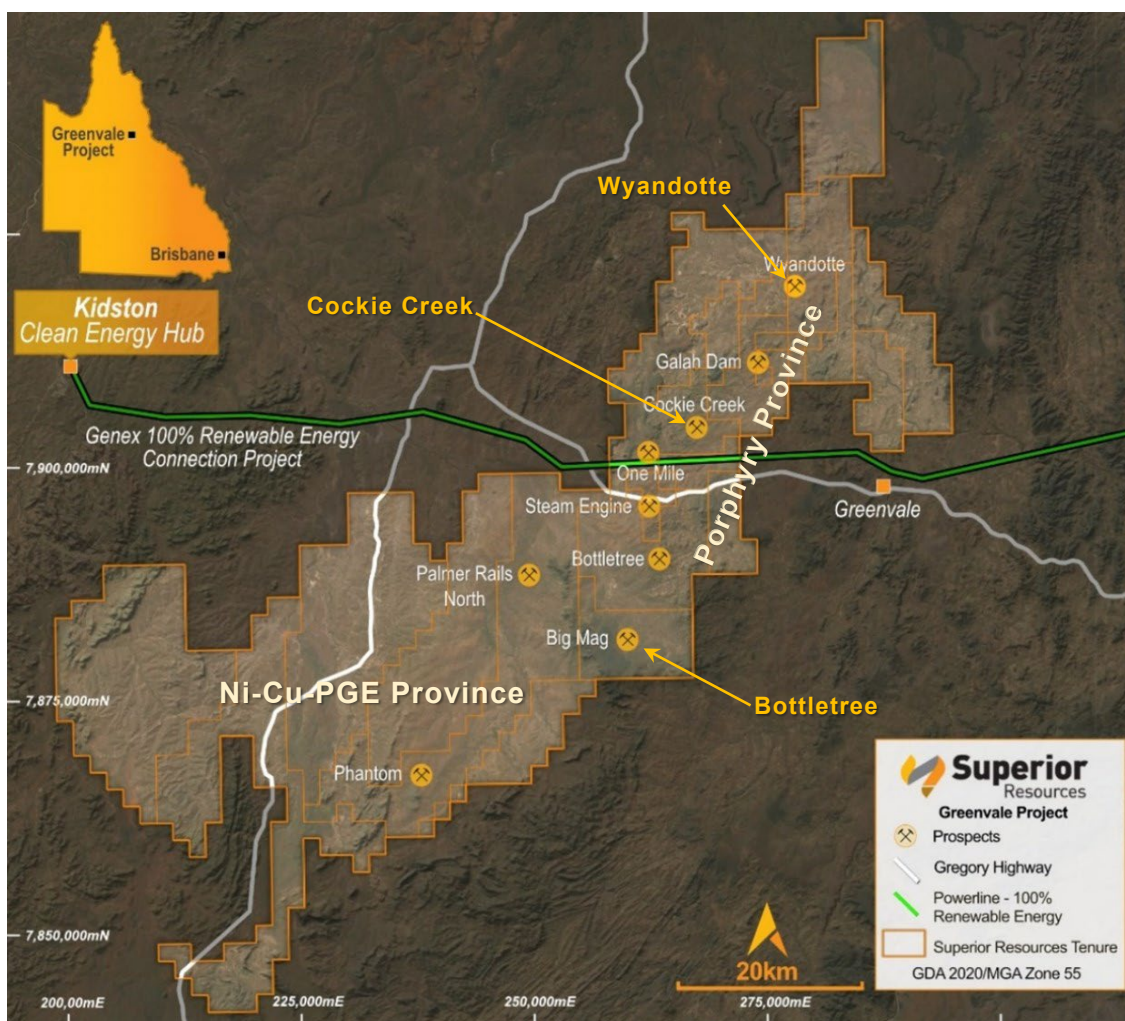 Greenvale
Project
Brisbane
Kidston
Clean Energy Hub
Wyandotte
Wyandotte
Cockie Creek
Galah Dam
Cockie Creek
Porphyry Province
Genex 100% Renewable Energy
Connection Project
7,900,000mN
One Mile
Steam Engine
Greenvale
Bottletree
Palmer Rails
North
Big Mag
Ni-Cu-PGE Province
7,875,000mN
Bottletree
Phantom
Superior
Resources
Greenvale Project
Prospects
Gregory Highway
Powerline - 100%
Renewable Energy
Superior Resources Tenure
GDA 2020/MGA Zone 55
7,850,000mN
20km
200,00mE
225,000mE
250,000mE
275,000mE